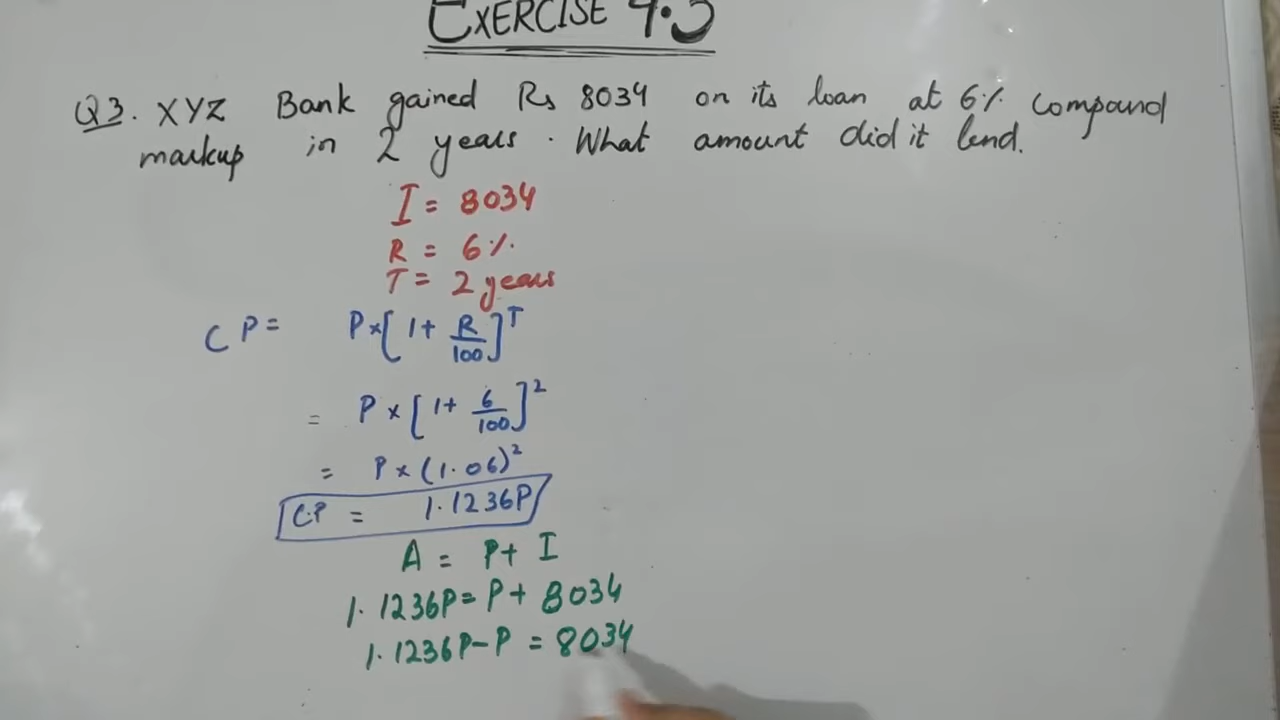 EXERCISE 9.3
Q3. XYZ Bank gained Rs 8034 on its loan at 6% compound
markup in 2 years. What amount did it lend.
I = 8034
R = 6%
T = 2 years
CP = P×[1+R/100]^T
= P×[1+6/100]²
= P×(1.06)²
C.P = 1.1236P
A = P+ I
1.1236P = P+ 8034
1.1236P-P = 8034